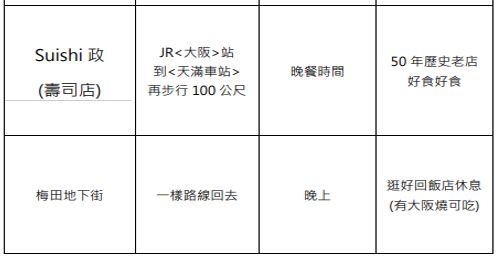 Suishi 政
(壽司店)
JR<大阪>站
到<天滿車站>
再步行 100 公尺
晚餐時間
50 年歷史老店
好食好食
梅田地下街
一樣路線回去
晚上
逛好回飯店休息
(有大阪燒可吃)